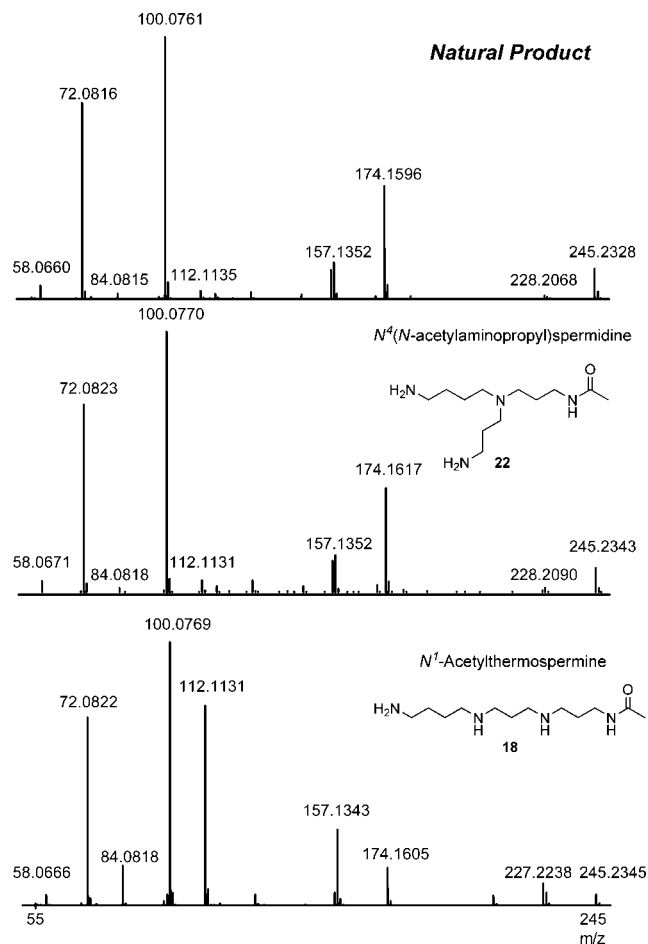 100.0761
Natural Product
72.0816
174.1596
157.1352
245.2328
58.0660
84.0815
112.1135
228.2068
100.0770
N4(N-acetylaminopropyl)spermidine
72.0823
O
H2N
N
N
H
H2N
22
174.1617
157.1352
245.2343
58.0671
84.0818
112.1131
228.2090
100.0769
N1-Acetylthermospermine
112.1131
72.0822
O
H2N
N
H
N
H
N
H
18
157.1343
84.0818
174.1605
58.0666
227.2238
245.2345
55
245
m/z